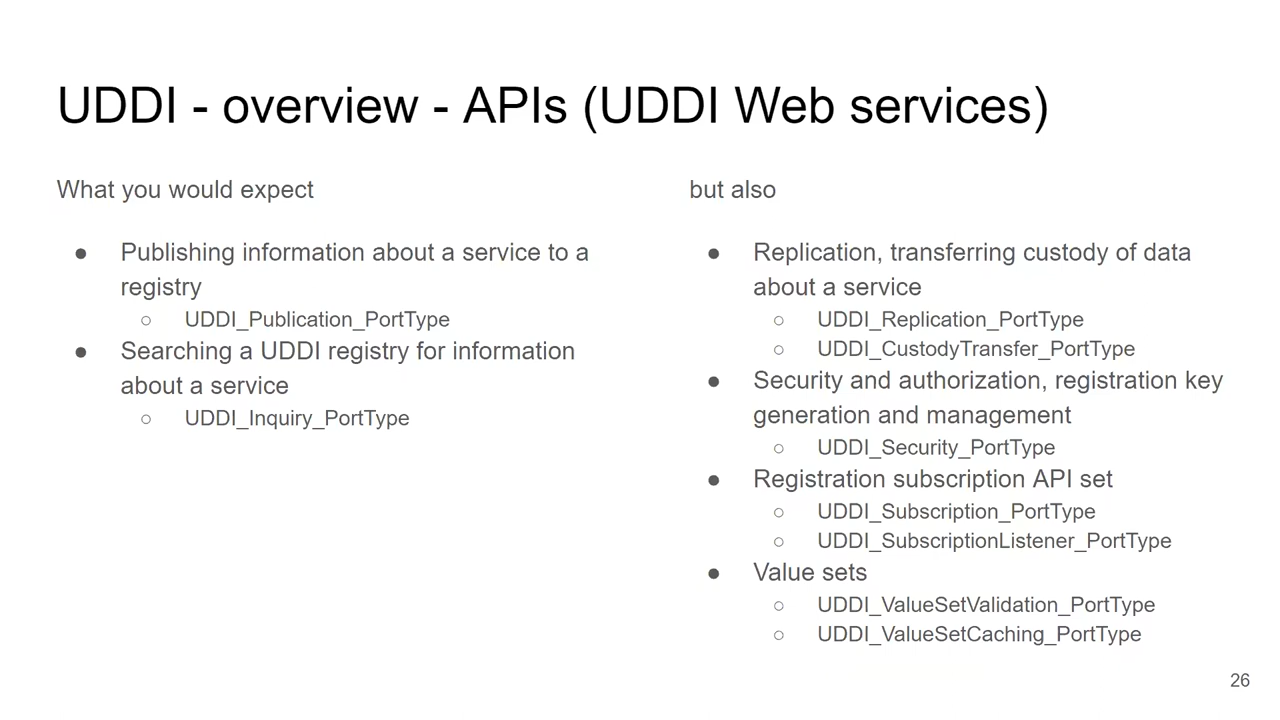 UDDI - overview - APIs (UDDI Web services)
What you would expect
● Publishing information about a service to a
registry
○ UDDI_Publication_PortType
● Searching a UDDI registry for information
about a service
○ UDDI_Inquiry_PortType
but also
● Replication, transferring custody of data
about a service
○ UDDI_Replication_PortType
○ UDDI_CustodyTransfer_PortType
● Security and authorization, registration key
generation and management
○ UDDI_Security_PortType
● Registration subscription API set
○ UDDI_Subscription_PortType
○ UDDI_SubscriptionListener_PortType
● Value sets
○ UDDI_ValueSetValidation_PortType
○ UDDI_ValueSetCaching_PortType
26